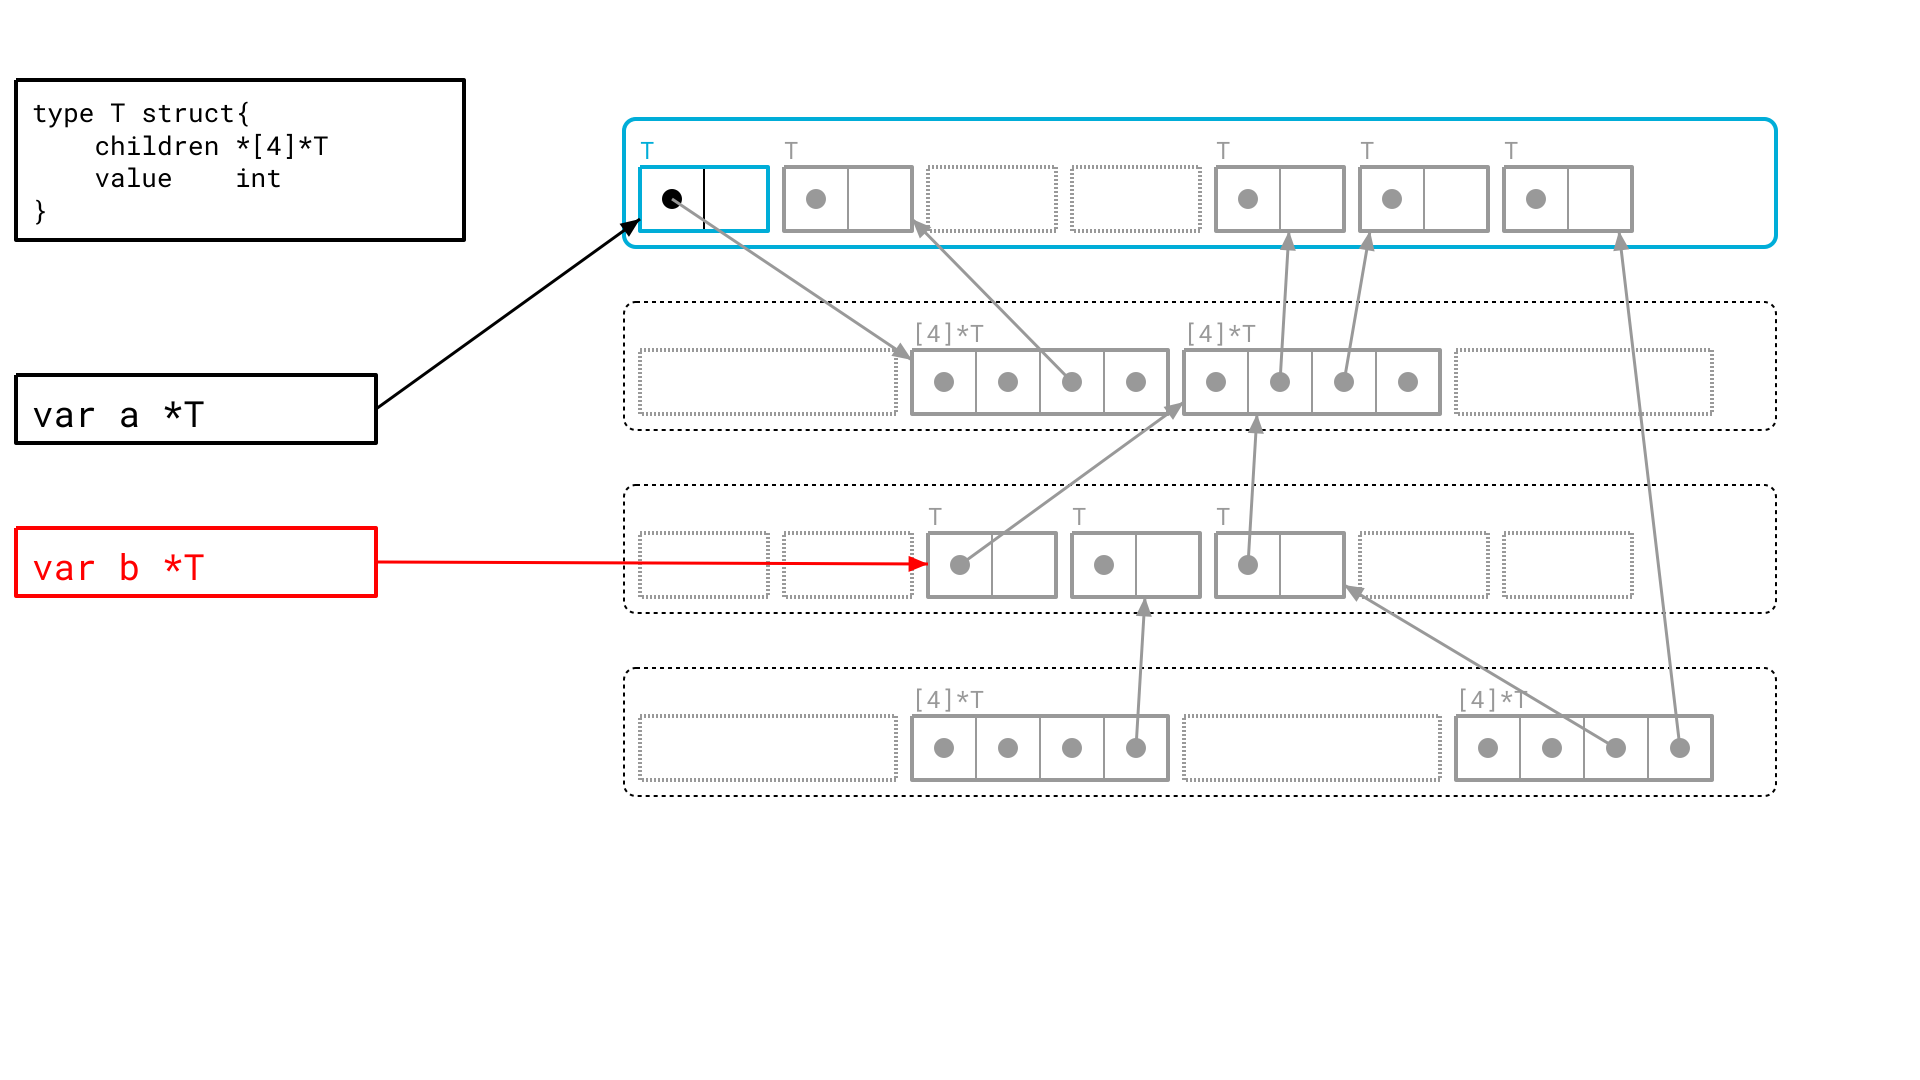 type T struct{
    children *[4]*T
    value    int
}
T T T T T
[4]*T [4]*T
var a *T
T T T
var b *T
[4]*T [4]*T